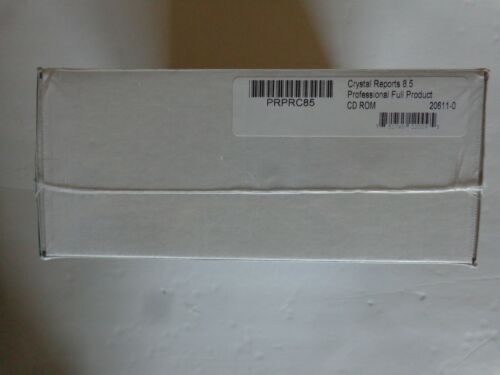 PRPRC85
Crystal Reports 8.5
Professional Full Product
CD ROM 20611-0